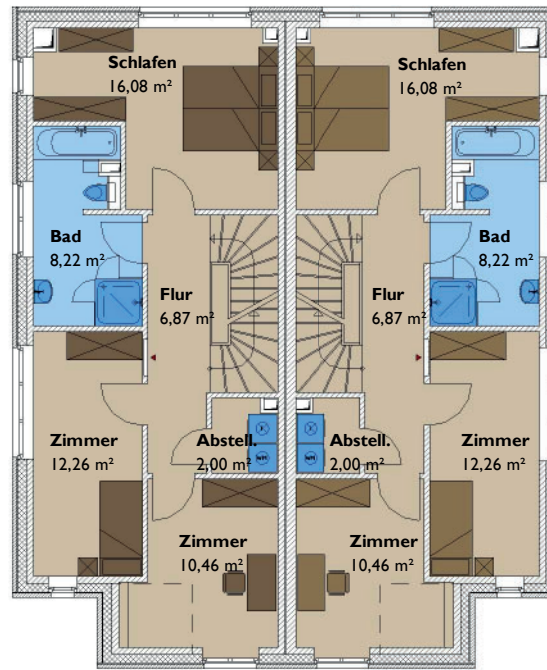 Schlafen
16,08 m²
Schlafen
16,08 m²
Bad
8,22 m²
Flur
6,87 m²
Flur
6,87 m²
Bad
8,22 m²
Zimmer
12,26 m²
Abstell.
2,00 m²
Abstell.
2,00 m²
Zimmer
12,26 m²
Zimmer
10,46 m²
Zimmer
10,46 m²